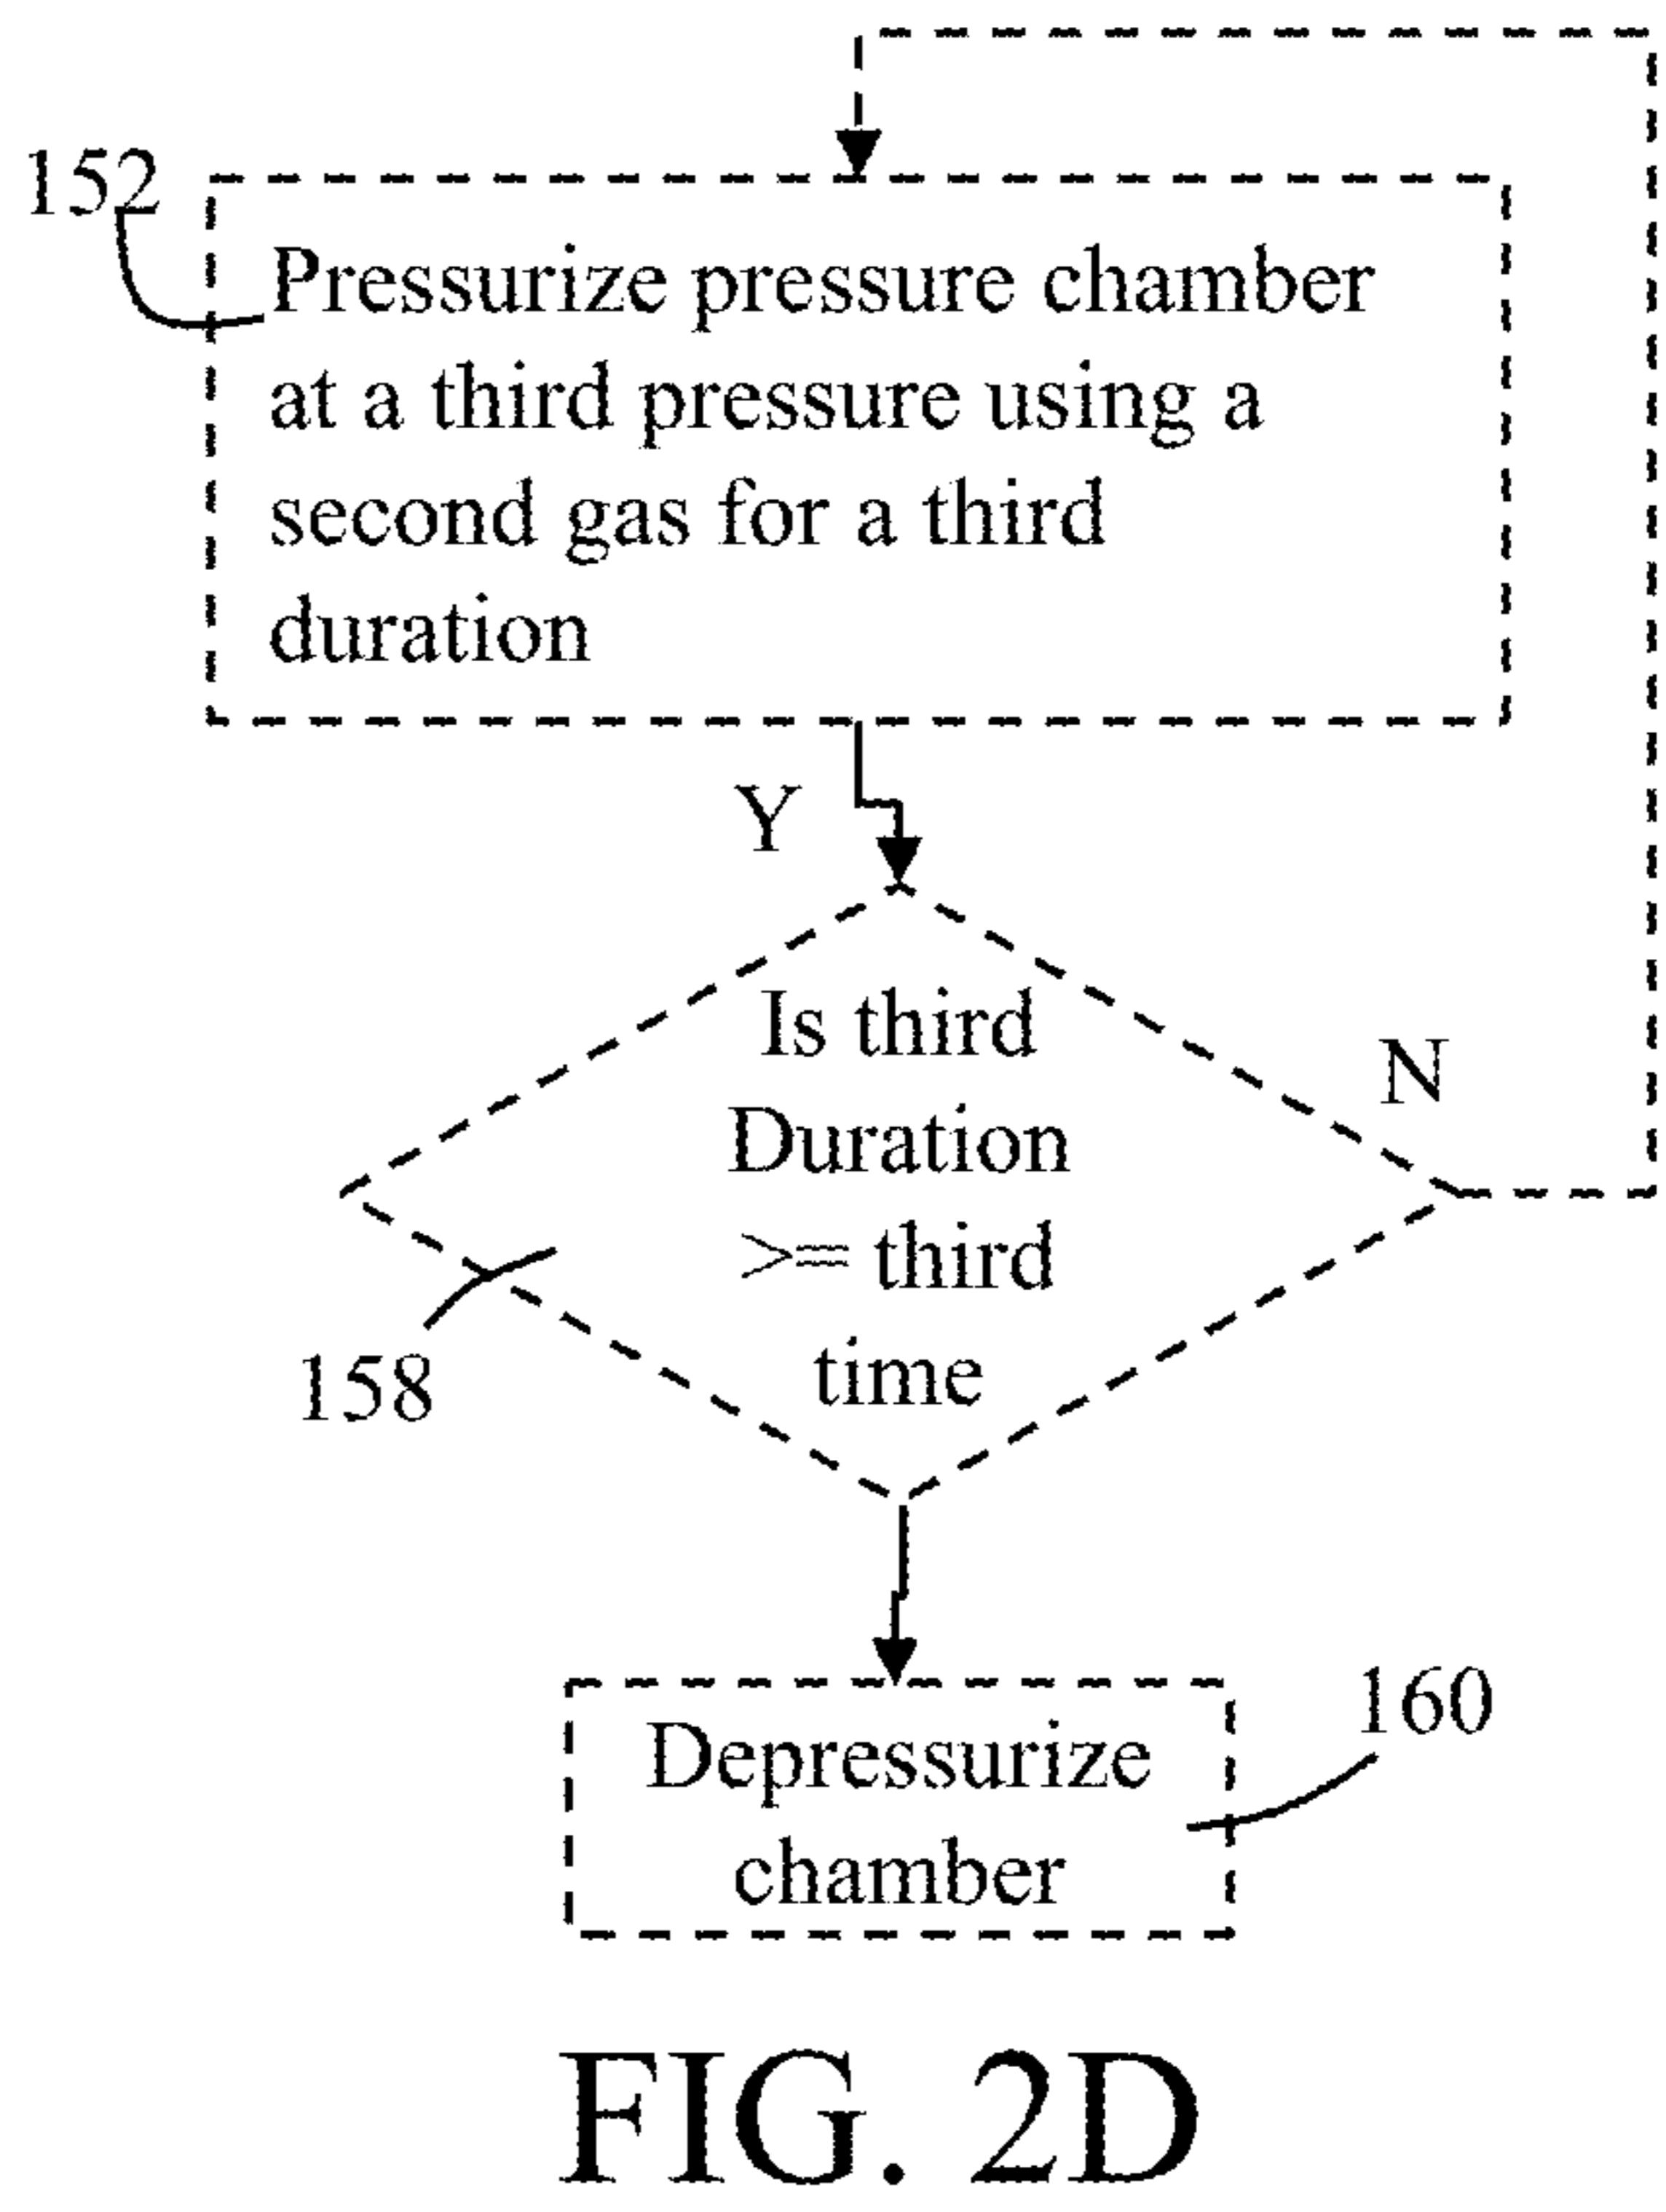 152
Pressurize pressure chamber
at a third pressure using a
second gas for a third
duration
Y
Is third
Duration
>= third
time
N
158
Depressurize
chamber
160
FIG. 2D